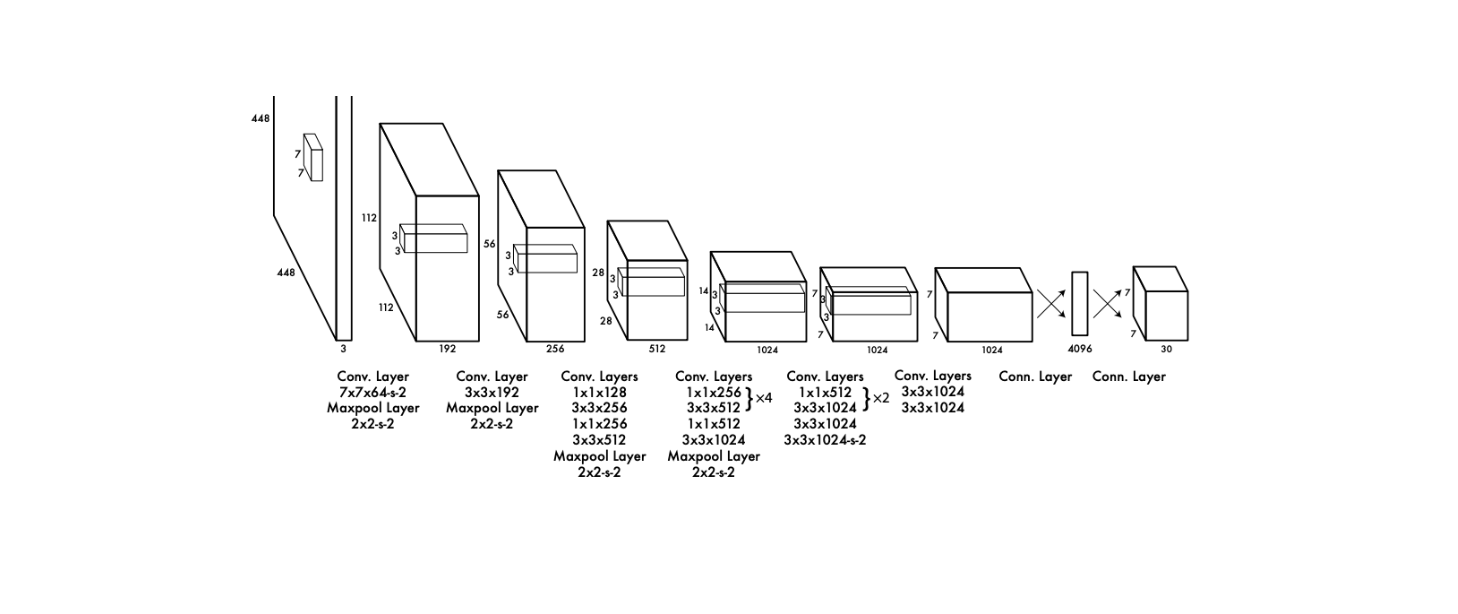 448
7
7
448
3
112
3
3
112
192
56
3
3
56
256
28
3
3
28
512
14
3
3
14
1024
7
3
3
7
1024
7
7
1024
4096
7
7
30
Conv. Layer
7x7x64-s-2
Maxpool Layer
2x2-s-2
Conv. Layer
3x3x192
Maxpool Layer
2x2-s-2
Conv. Layers
1x1x128
3x3x256
1x1x256
3x3x512
Maxpool Layer
2x2-s-2
Conv. Layers
1x1x256
3x3x512
}×4
1x1x512
3x3x1024
Maxpool Layer
2x2-s-2
Conv. Layers
1x1x512
3x3x1024
}×2
3x3x1024
3x3x1024-s-2
Conv. Layers
3x3x1024
3x3x1024
Conn. Layer
Conn. Layer